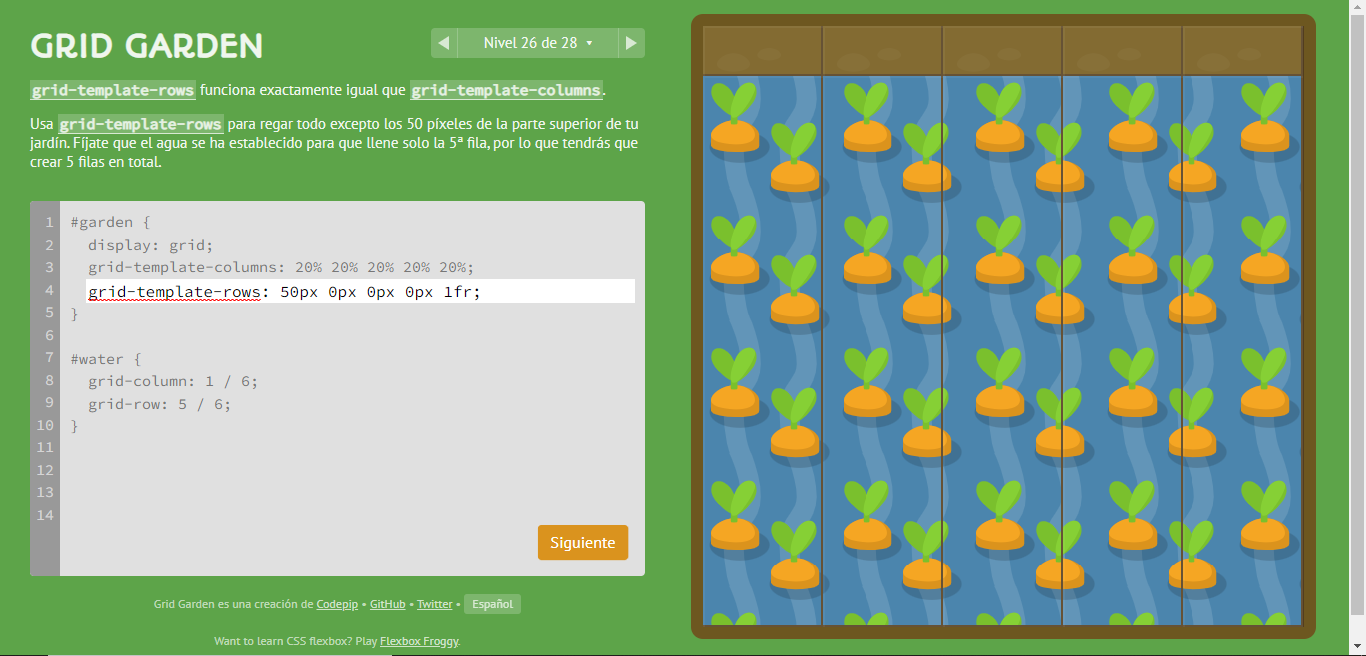 GRID GARDEN
Nivel 26 de 28
grid-template-rows funciona exactamente igual que grid-template-columns.
Usa grid-template-rows para regar todo excepto los 50 píxeles de la parte superior de tu
jardín. Fíjate que el agua se ha establecido para que llene solo la 5ª fila, por lo que tendrás que
crear 5 filas en total.
1 #garden {
2 display: grid;
3 grid-template-columns: 20% 20% 20% 20% 20%;
4 grid-template-rows: 50px 0px 0px 0px 1fr;
5 }
6
7 #water {
8 grid-column: 1 / 6;
9 grid-row: 5 / 6;
10 }
11
12
13
14
Siguiente
Grid Garden es una creación de Codepip • GitHub • Twitter • Español
Want to learn CSS flexbox? Play Flexbox Froggy.